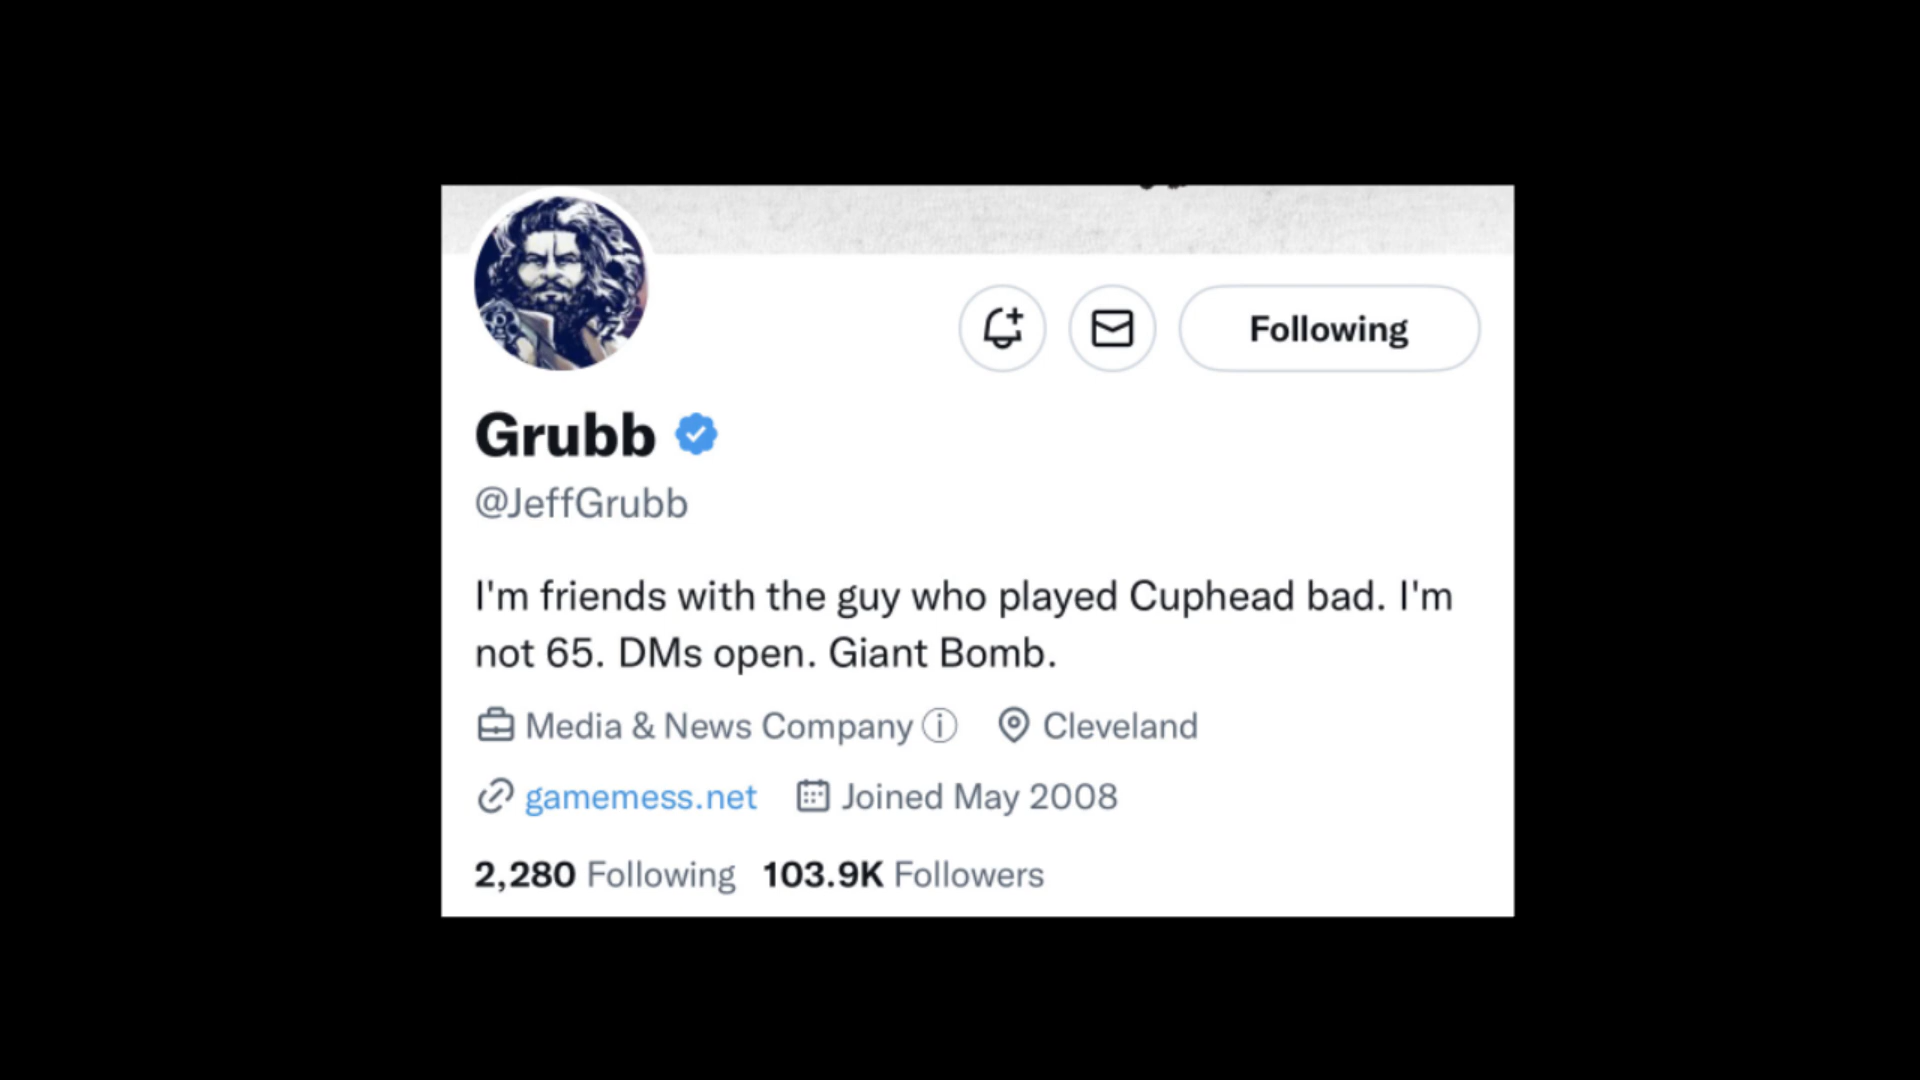 Following
Grubb
@JeffGrubb
I'm friends with the guy who played Cuphead bad. I'm
not 65. DMs open. Giant Bomb.
Media & News Company Cleveland
gamemess.net Joined May 2008
2,280 Following 103.9K Followers